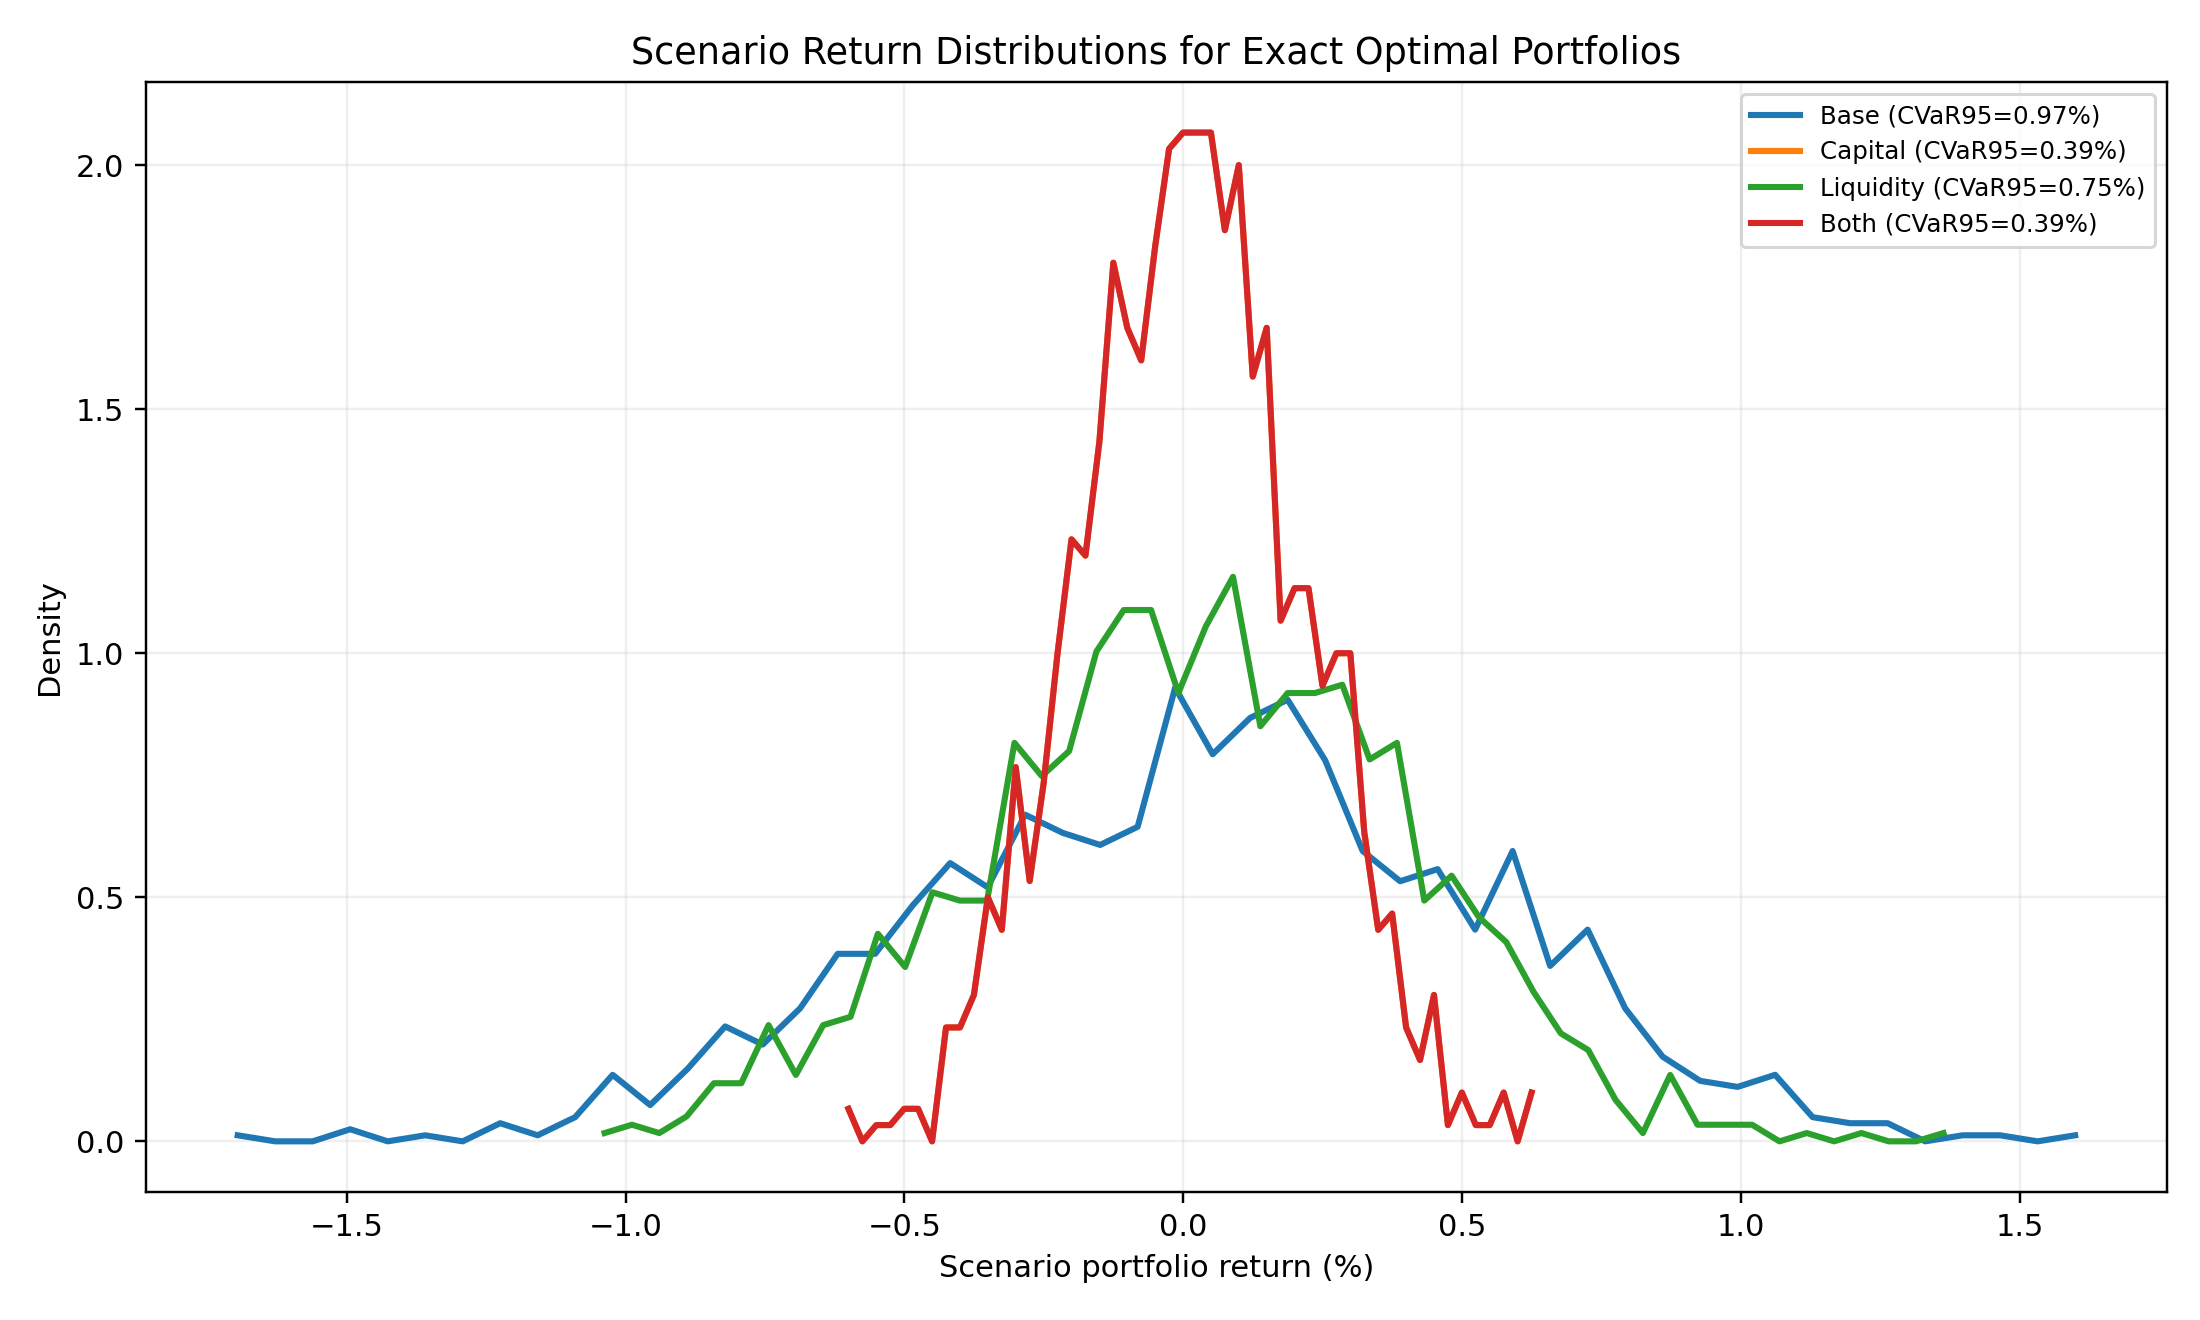 Scenario Return Distributions for Exact Optimal Portfolios
Base (CVaR95=0.97%)
Capital (CVaR95=0.39%)
Liquidity (CVaR95=0.75%)
Both (CVaR95=0.39%)
Density
2.0
1.5
1.0
0.5
0.0
−1.5 −1.0 −0.5 0.0 0.5 1.0 1.5
Scenario portfolio return (%)